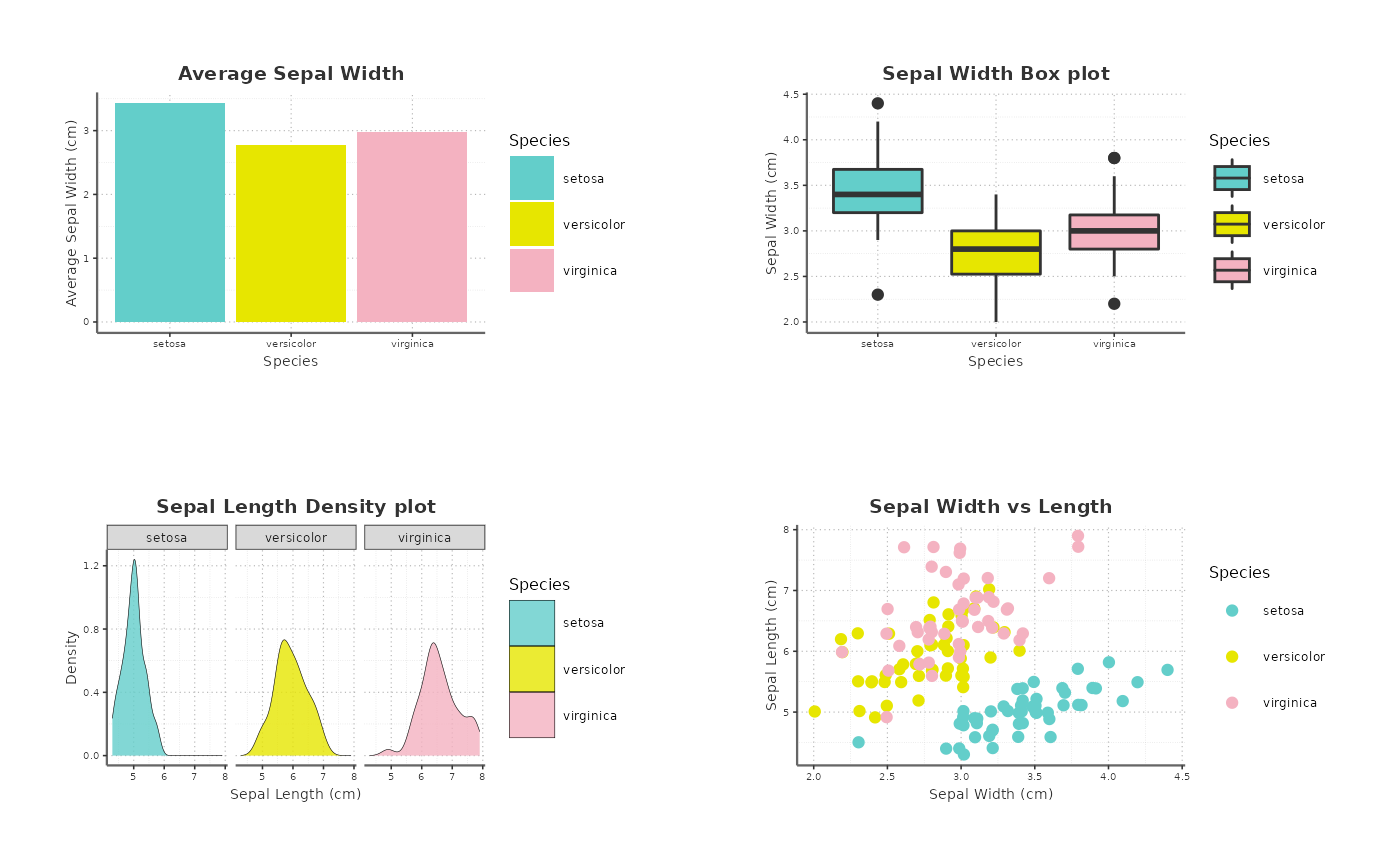 Average Sepal Width
Average Sepal Width (cm)
3
2
1
0
setosa versicolor virginica
Species
Species
setosa
versicolor
virginica
Sepal Width Box plot
Sepal Width (cm)
4.5
4.0
3.5
3.0
2.5
2.0
setosa versicolor virginica
Species
Species
setosa
versicolor
virginica
Sepal Length Density plot
setosa versicolor virginica
Density
1.2
0.8
0.4
0.0
5 6 7 8 5 6 7 8 5 6 7 8
Sepal Length (cm)
Species
setosa
versicolor
virginica
Sepal Width vs Length
Sepal Length (cm)
8
7
6
5
2.0 2.5 3.0 3.5 4.0 4.5
Sepal Width (cm)
Species
setosa
versicolor
virginica